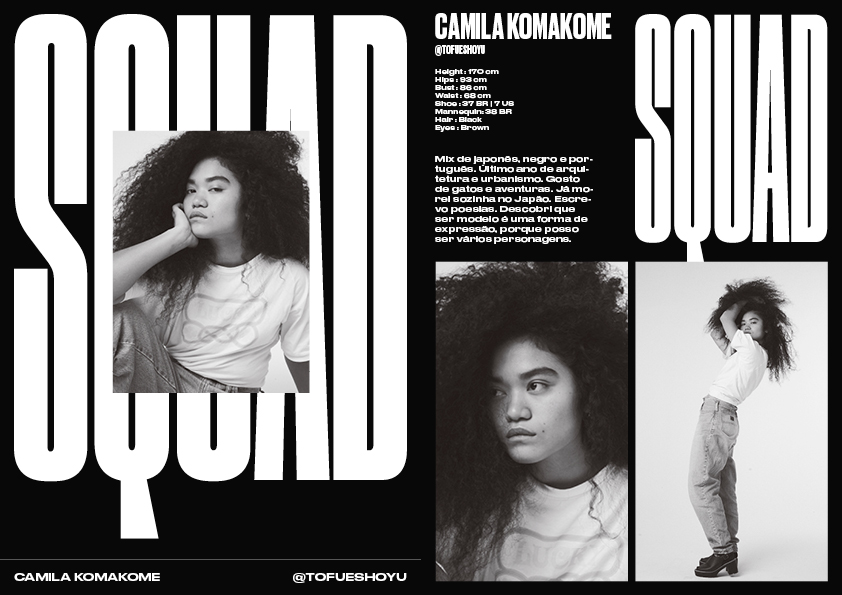 SQUAD
CAMILA KOMAKOME
@TOFUESHOYU
CAMILA KOMAKOME
@TOFUESHOYU
Height : 170 cm
Hips : 93 cm
Bust : 86 cm
Waist : 68 cm
Shoe : 37 BR | 7 US
Mannequin: 38 BR
Hair : Black
Eyes : Brown
Mix de japonês, negro e por-
tuguês. Último ano de arqui-
tetura e urbanismo. Gosto
de gatos e aventuras. Já mo-
rei sozinha no Japão. Escre-
vo poesias. Descobri que
ser modelo é uma forma de
expressão, porque posso
ser vários personagens.
SQUAD